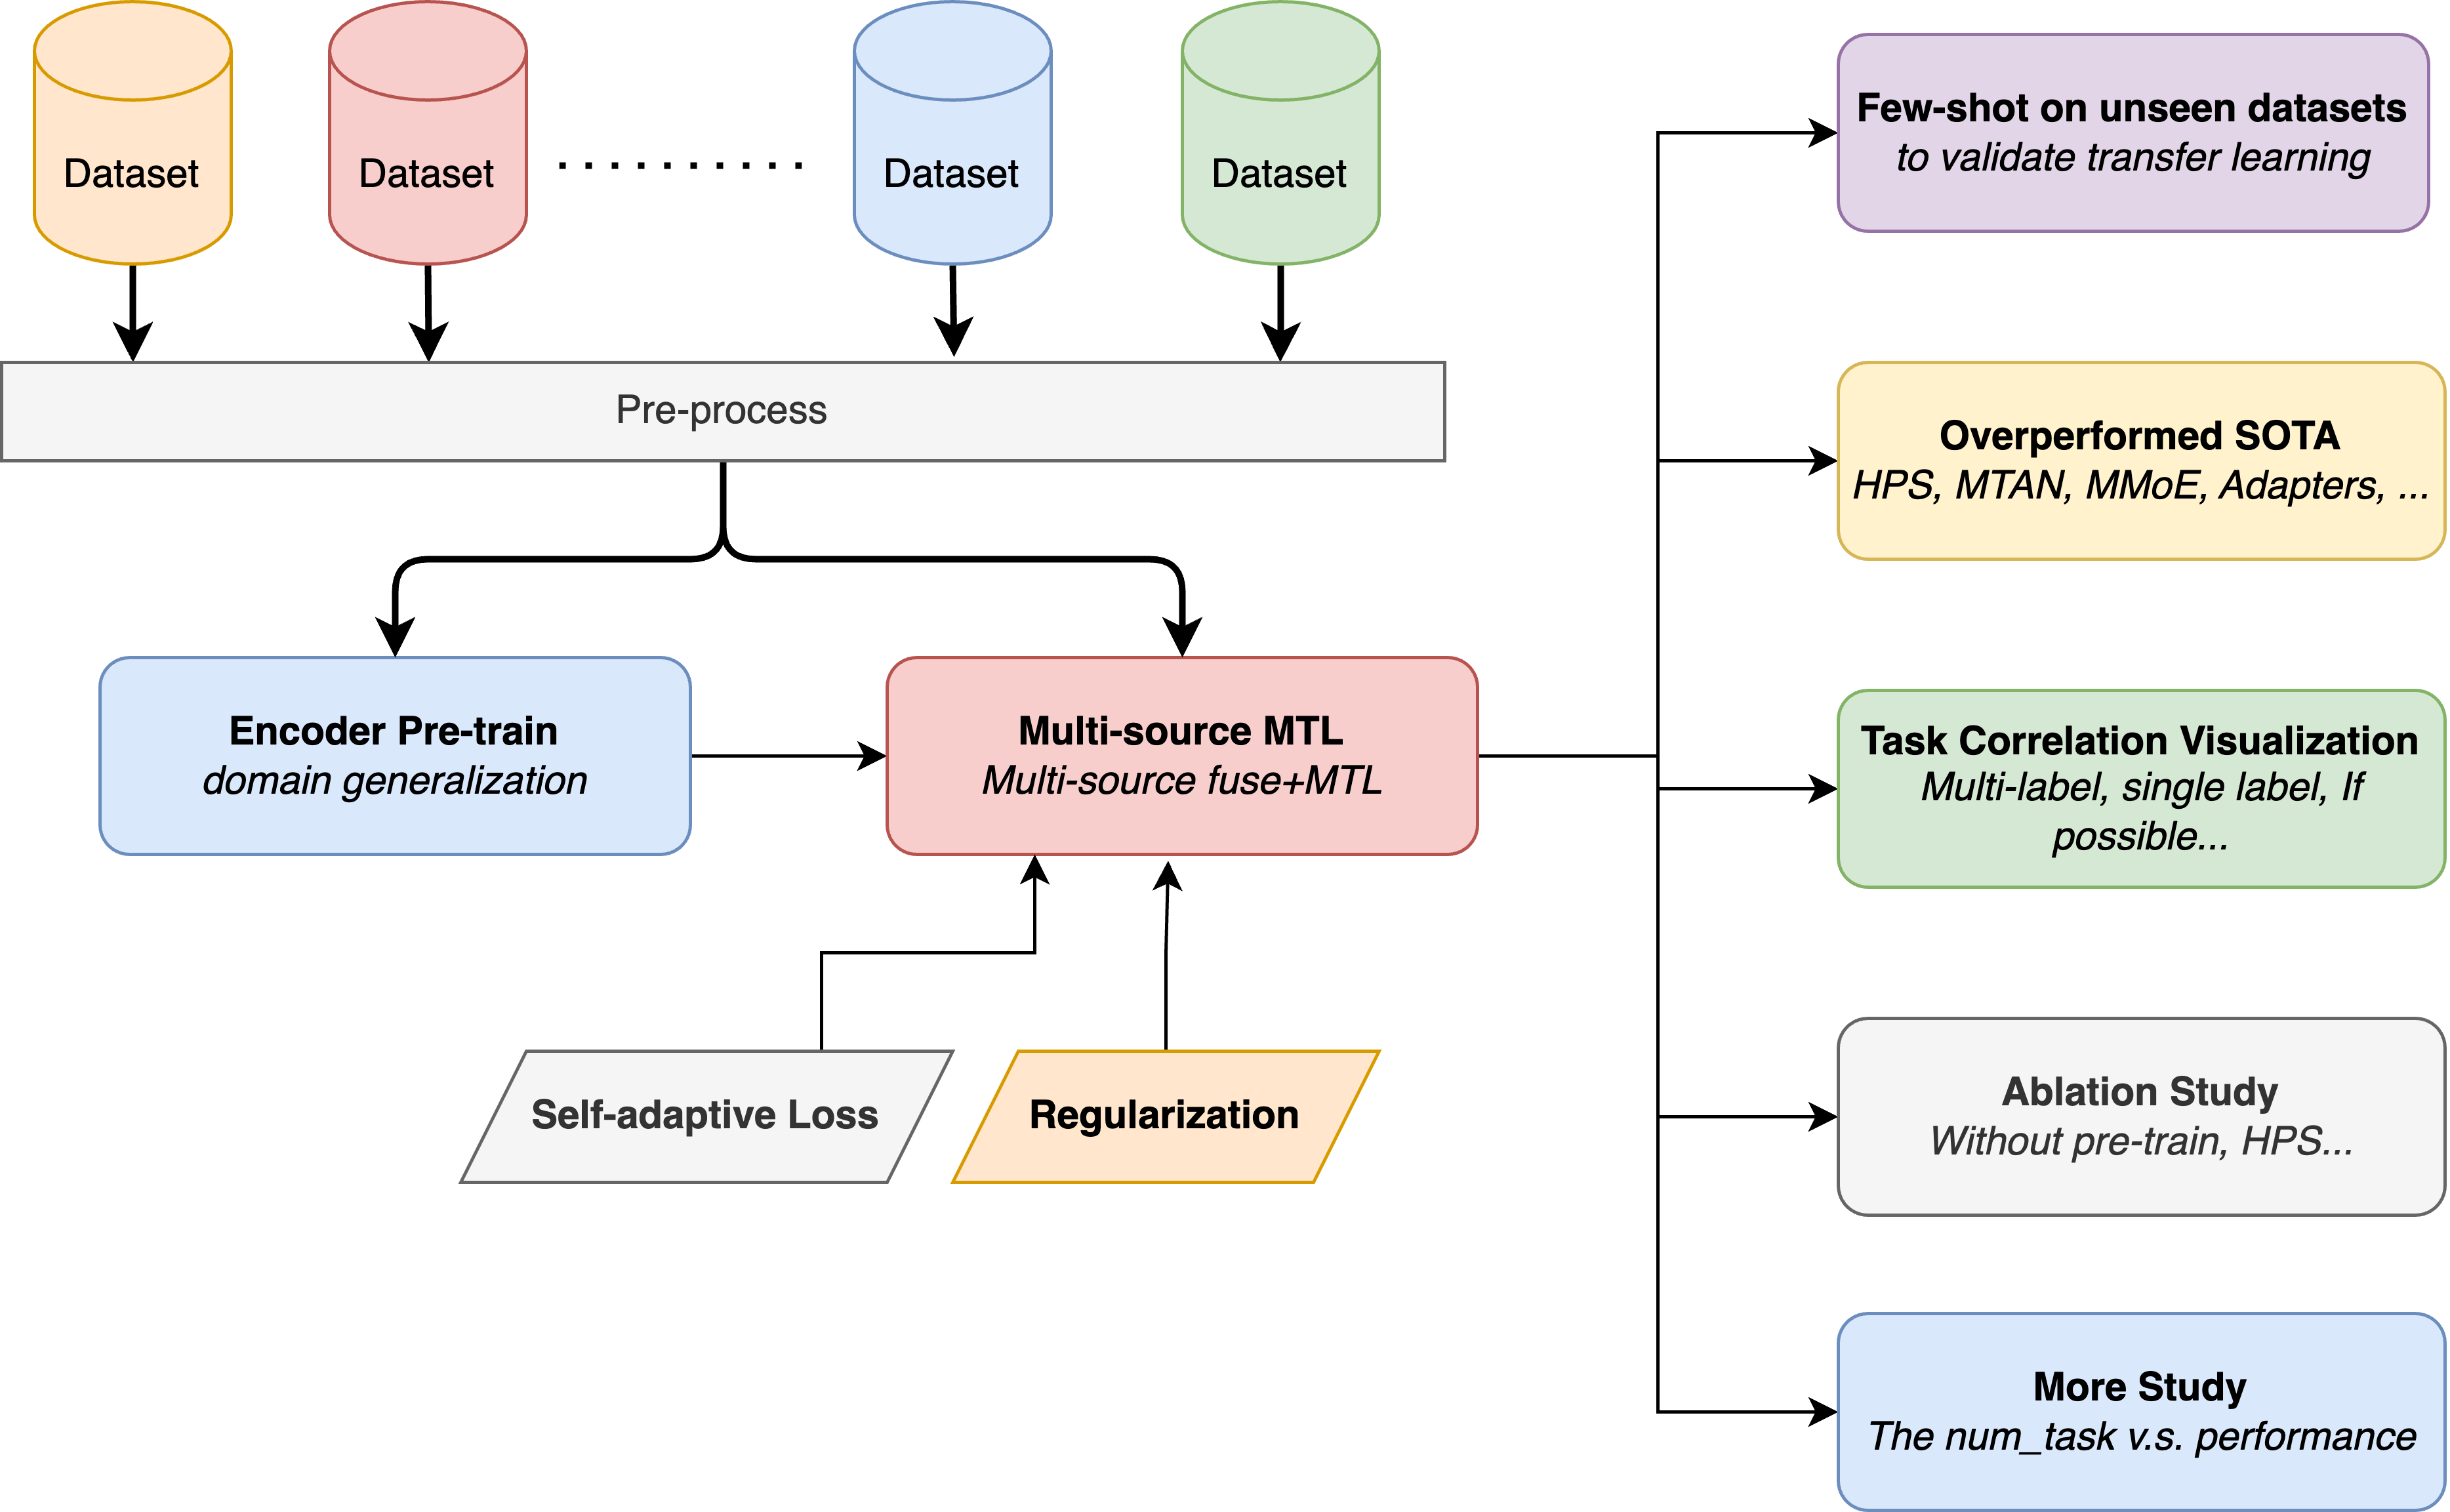 Dataset
Dataset
Dataset
Dataset
Pre-process
Encoder Pre-train
domain generalization
Multi-source MTL
Multi-source fuse+MTL
Self-adaptive Loss
Regularization
Few-shot on unseen datasets
to validate transfer learning
Overperformed SOTA
HPS, MTAN, MMoE, Adapters, ...
Task Correlation Visualization
Multi-label, single label, If
possible...
Ablation Study
Without pre-train, HPS...
More Study
The num_task v.s. performance